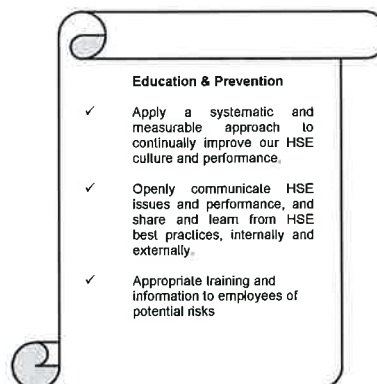 Education & Prevention
✓ Apply a systematic and
measurable approach to
continually improve our HSE
culture and performance.
✓ Openly communicate HSE
issues and performance, and
share and learn from HSE
best practices, internally and
externally.
✓ Appropriate training and
information to employees of
potential risks